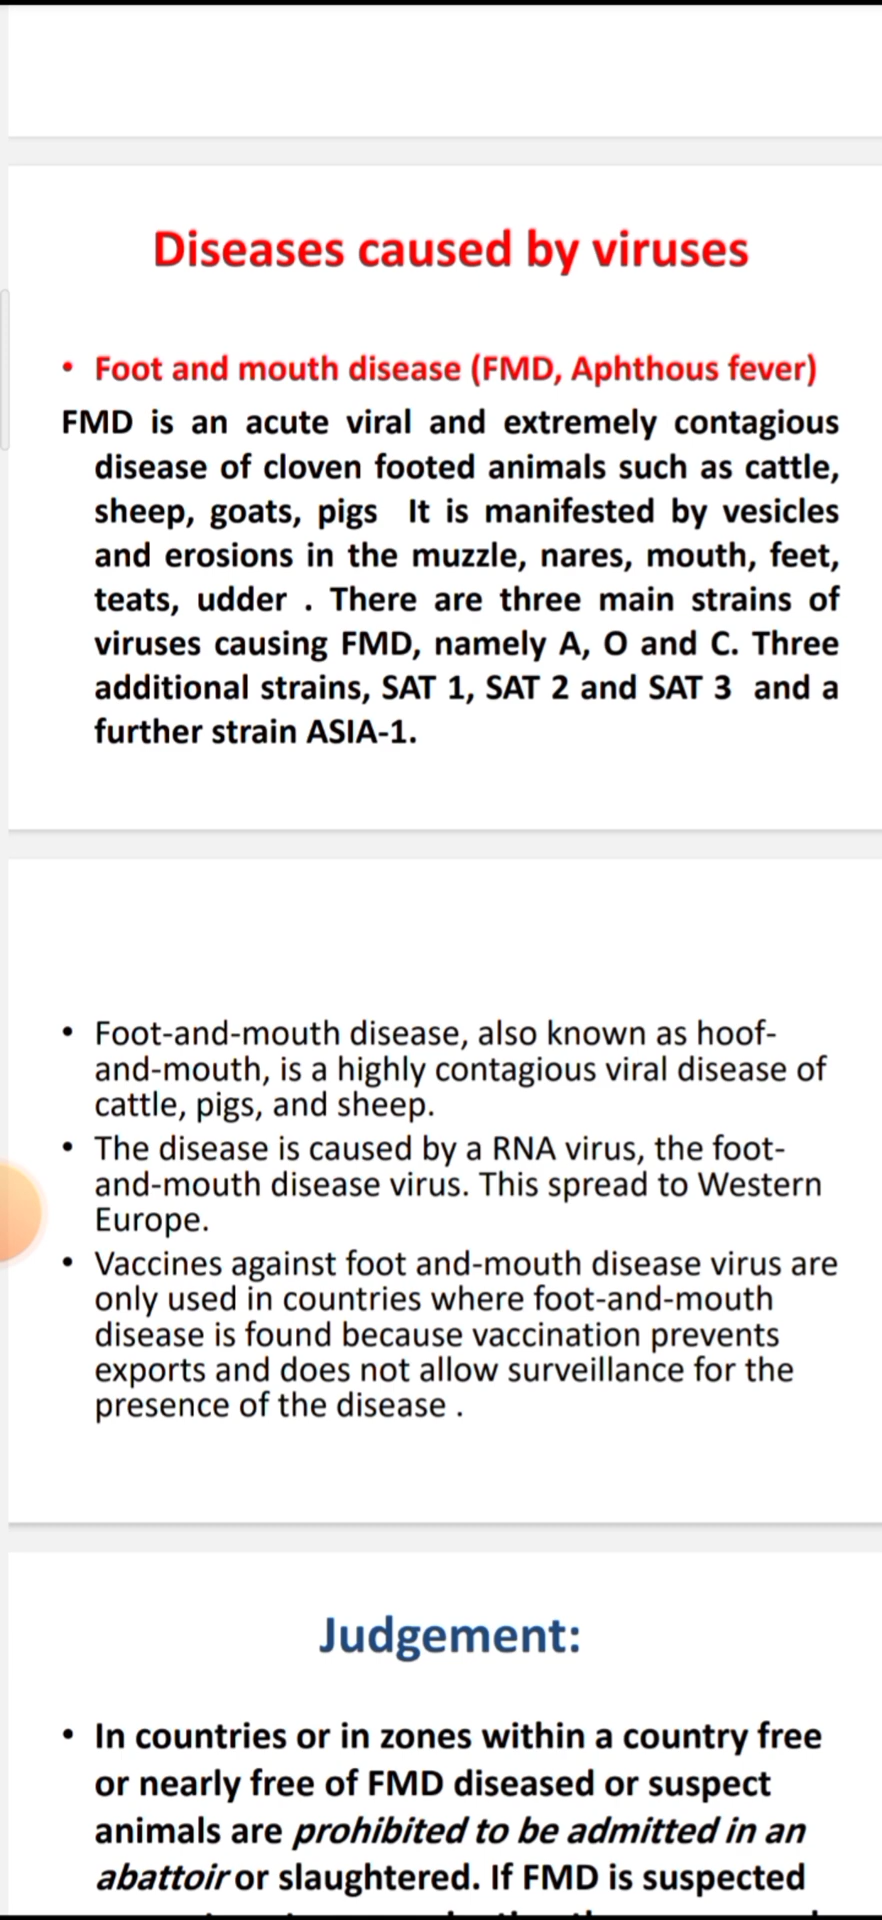 Diseases caused by viruses
• Foot and mouth disease (FMD, Aphthous fever)
FMD is an acute viral and extremely contagious
disease of cloven footed animals such as cattle,
sheep, goats, pigs It is manifested by vesicles
and erosions in the muzzle, nares, mouth, feet,
teats, udder . There are three main strains of
viruses causing FMD, namely A, O and C. Three
additional strains, SAT 1, SAT 2 and SAT 3 and a
further strain ASIA-1.
• Foot-and-mouth disease, also known as hoof-
and-mouth, is a highly contagious viral disease of
cattle, pigs, and sheep.
• The disease is caused by a RNA virus, the foot-
and-mouth disease virus. This spread to Western
Europe.
• Vaccines against foot and-mouth disease virus are
only used in countries where foot-and-mouth
disease is found because vaccination prevents
exports and does not allow surveillance for the
presence of the disease .
Judgement:
• In countries or in zones within a country free
or nearly free of FMD diseased or suspect
animals are prohibited to be admitted in an
abattoir or slaughtered. If FMD is suspected